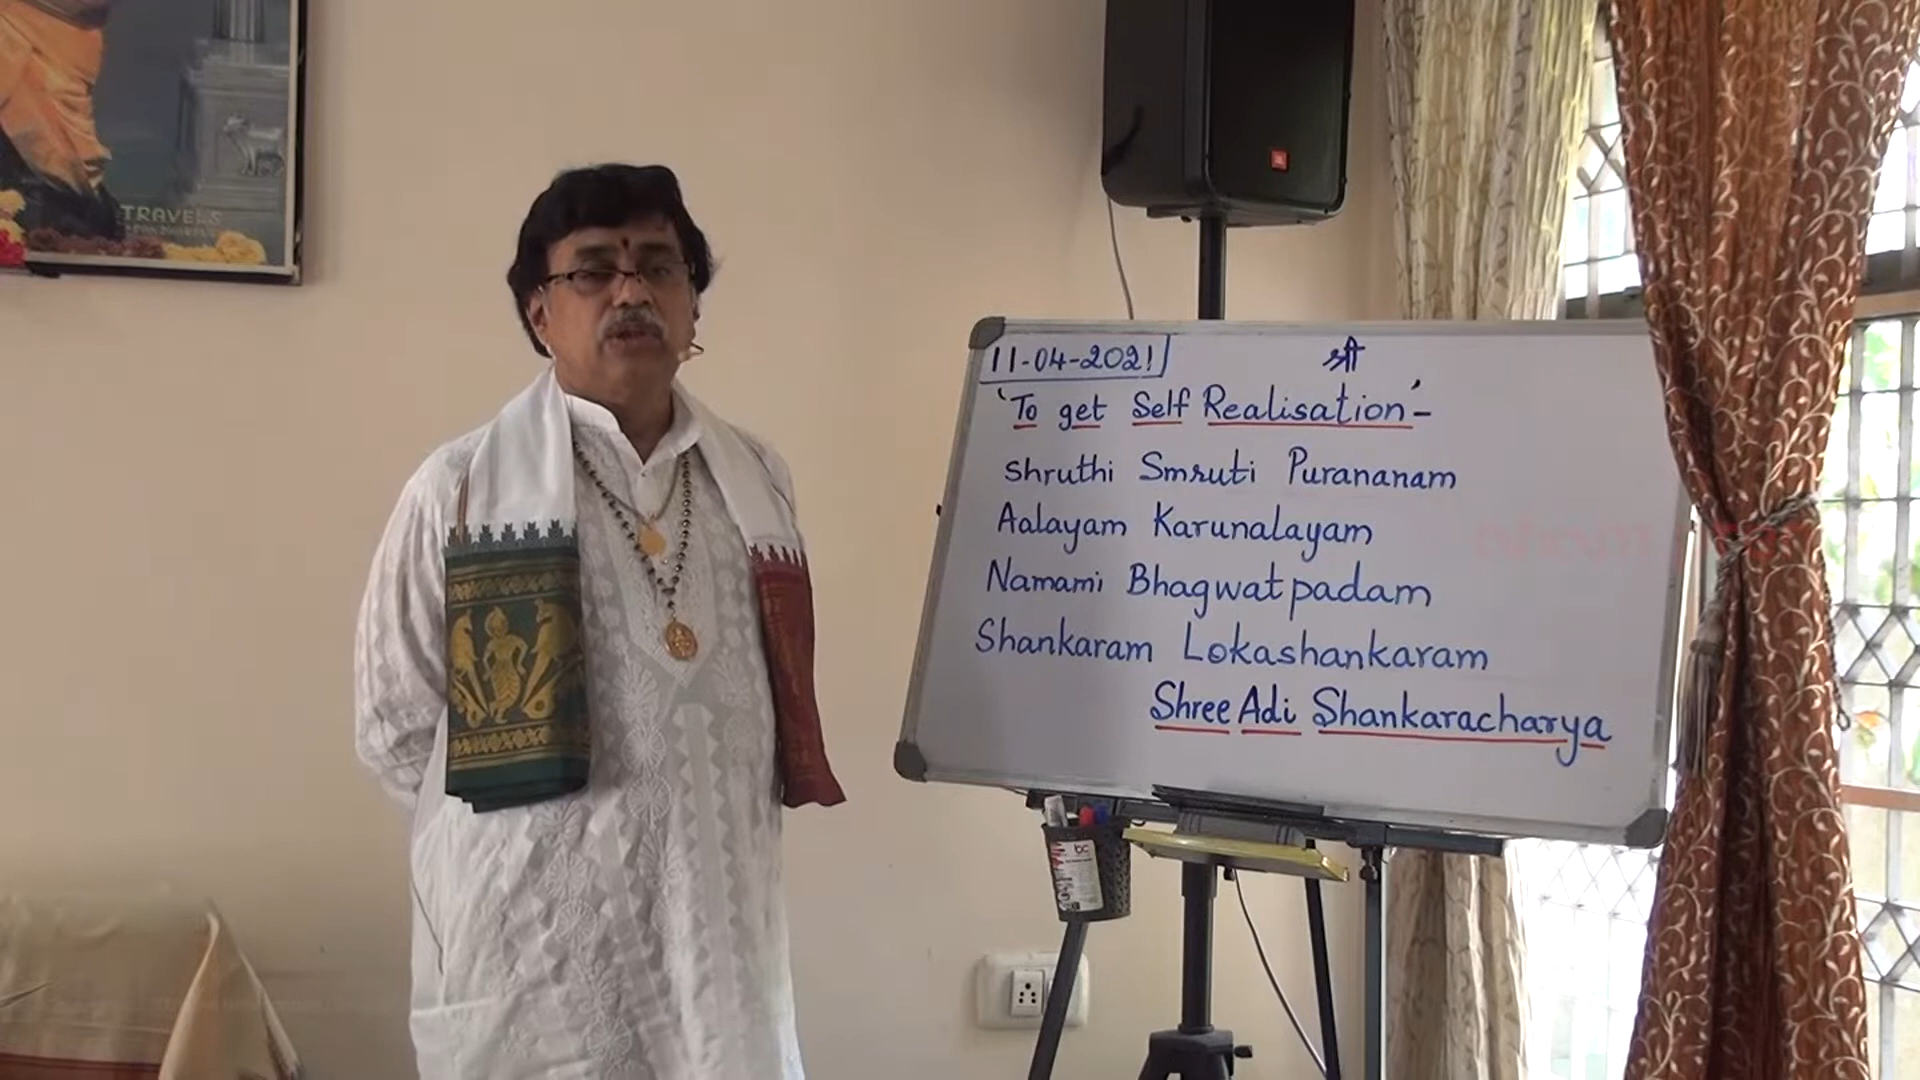 TRAVELS
11-04-2021
श्री
'To get Self Realisation'-
Shruthi Smruti Purananam
Aalayam Karunalayam
Namami Bhagwatpadam
Shankaram Lokashankaram
Shree Adi Shankaracharya